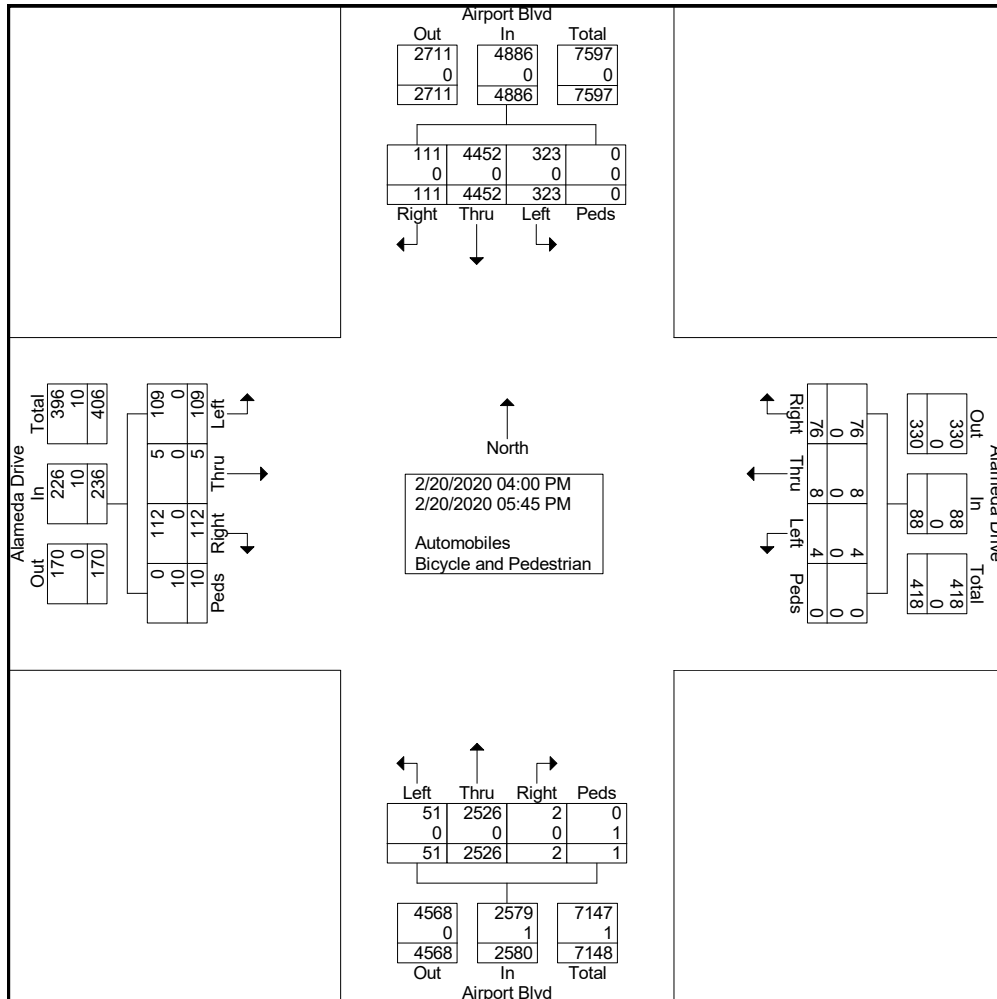 Airport Blvd
Out In Total
2711 4886 7597
0 0 0
2711 4886 7597
111 4452 323 0
0 0 0 0
111 4452 323 0
Right Thru Left Peds
Alameda Drive
Total In Out
396 226 170
10 10 0
406 236 170
109 5 112 0
0 0 0 10
109 5 112 10
Left Thru Right Peds
North
2/20/2020 04:00 PM
2/20/2020 05:45 PM
Automobiles
Bicycle and Pedestrian
Right Thru Left Peds
76 8 4 0
0 0 0 0
76 8 4 0
Out In Total
330 88 418
0 0 0
330 88 418
Alameda Drive
Left Thru Right Peds
51 2526 2 0
0 0 0 1
51 2526 2 1
4568 2579 7147
0 1 1
4568 2580 7148
Out In Total
Airport Blvd